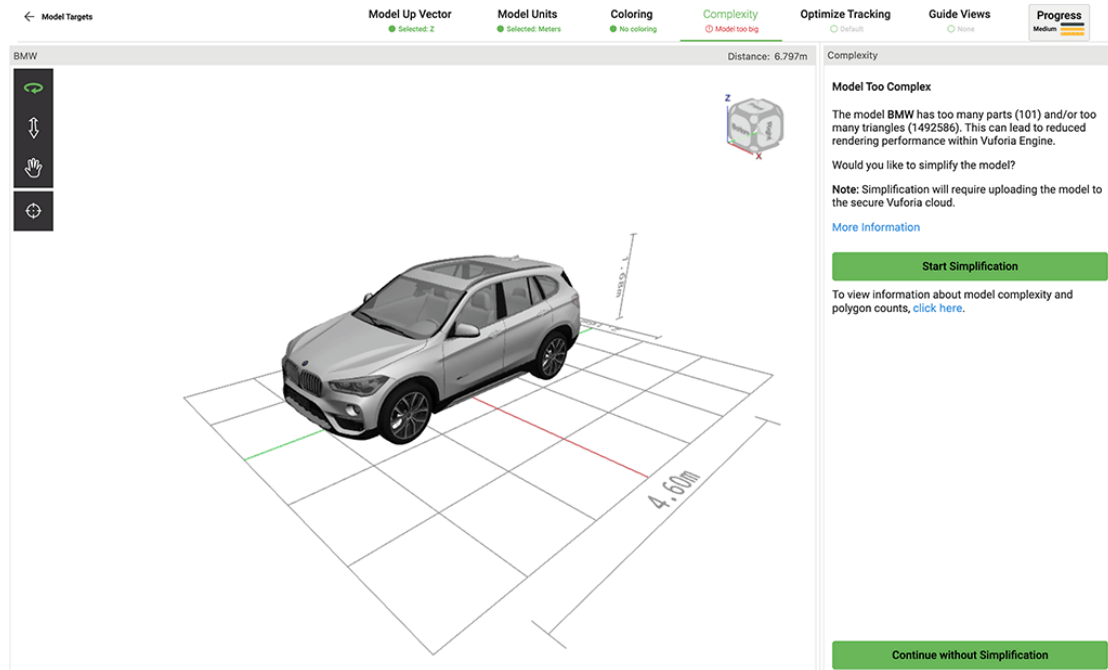 Model Targets
Model Up Vector
Selected: Z
Model Units
Selected: Meters
Coloring
No coloring
Complexity
Model too big
Optimize Tracking
Default
Guide Views
None
Progress
Medium
BMW
Distance: 6.797m
Complexity
Z
X
Right
1.68m
4.60m
Model Too Complex
The model BMW has too many parts (101) and/or too
many triangles (1492586). This can lead to reduced
rendering performance within Vuforia Engine.
Would you like to simplify the model?
Note: Simplification will require uploading the model to
the secure Vuforia cloud.
More Information
Start Simplification
To view information about model complexity and
polygon counts, click here.
Continue without Simplification